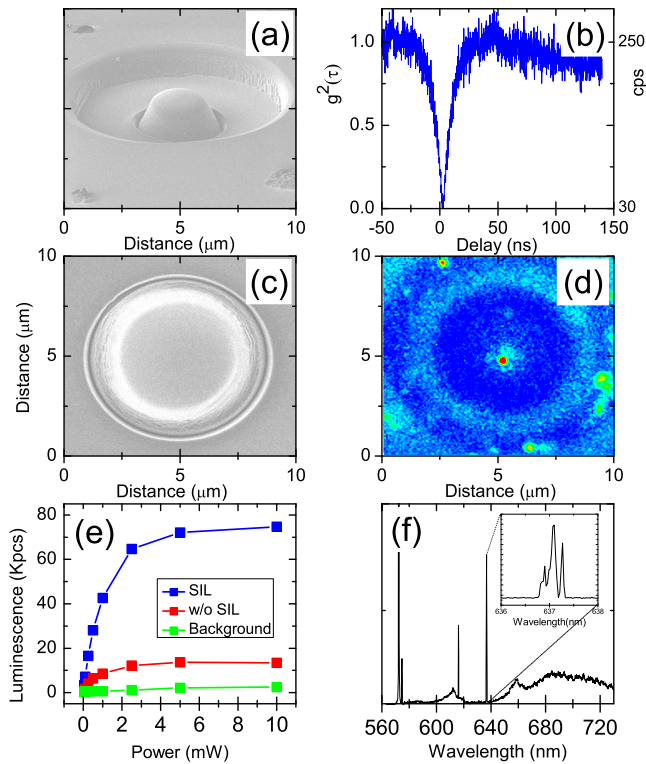 (a)
0 5 10
Distance (μm)
(b)
1.0
0.5
0.0
g²(τ)
250
cps
30
-50 0 50 100 150
Delay (ns)
(c)
10
5
0
Distance (μm)
0 5 10
Distance (μm)
(d)
10
5
0
0 5 10
Distance (μm)
(e)
80
60
40
20
0
Luminescence (Kpcs)
SIL
w/o SIL
Background
0 2 4 6 8 10
Power (mW)
(f)
636 637 638
Wavelength(nm)
560 600 640 680 720
Wavelength (nm)